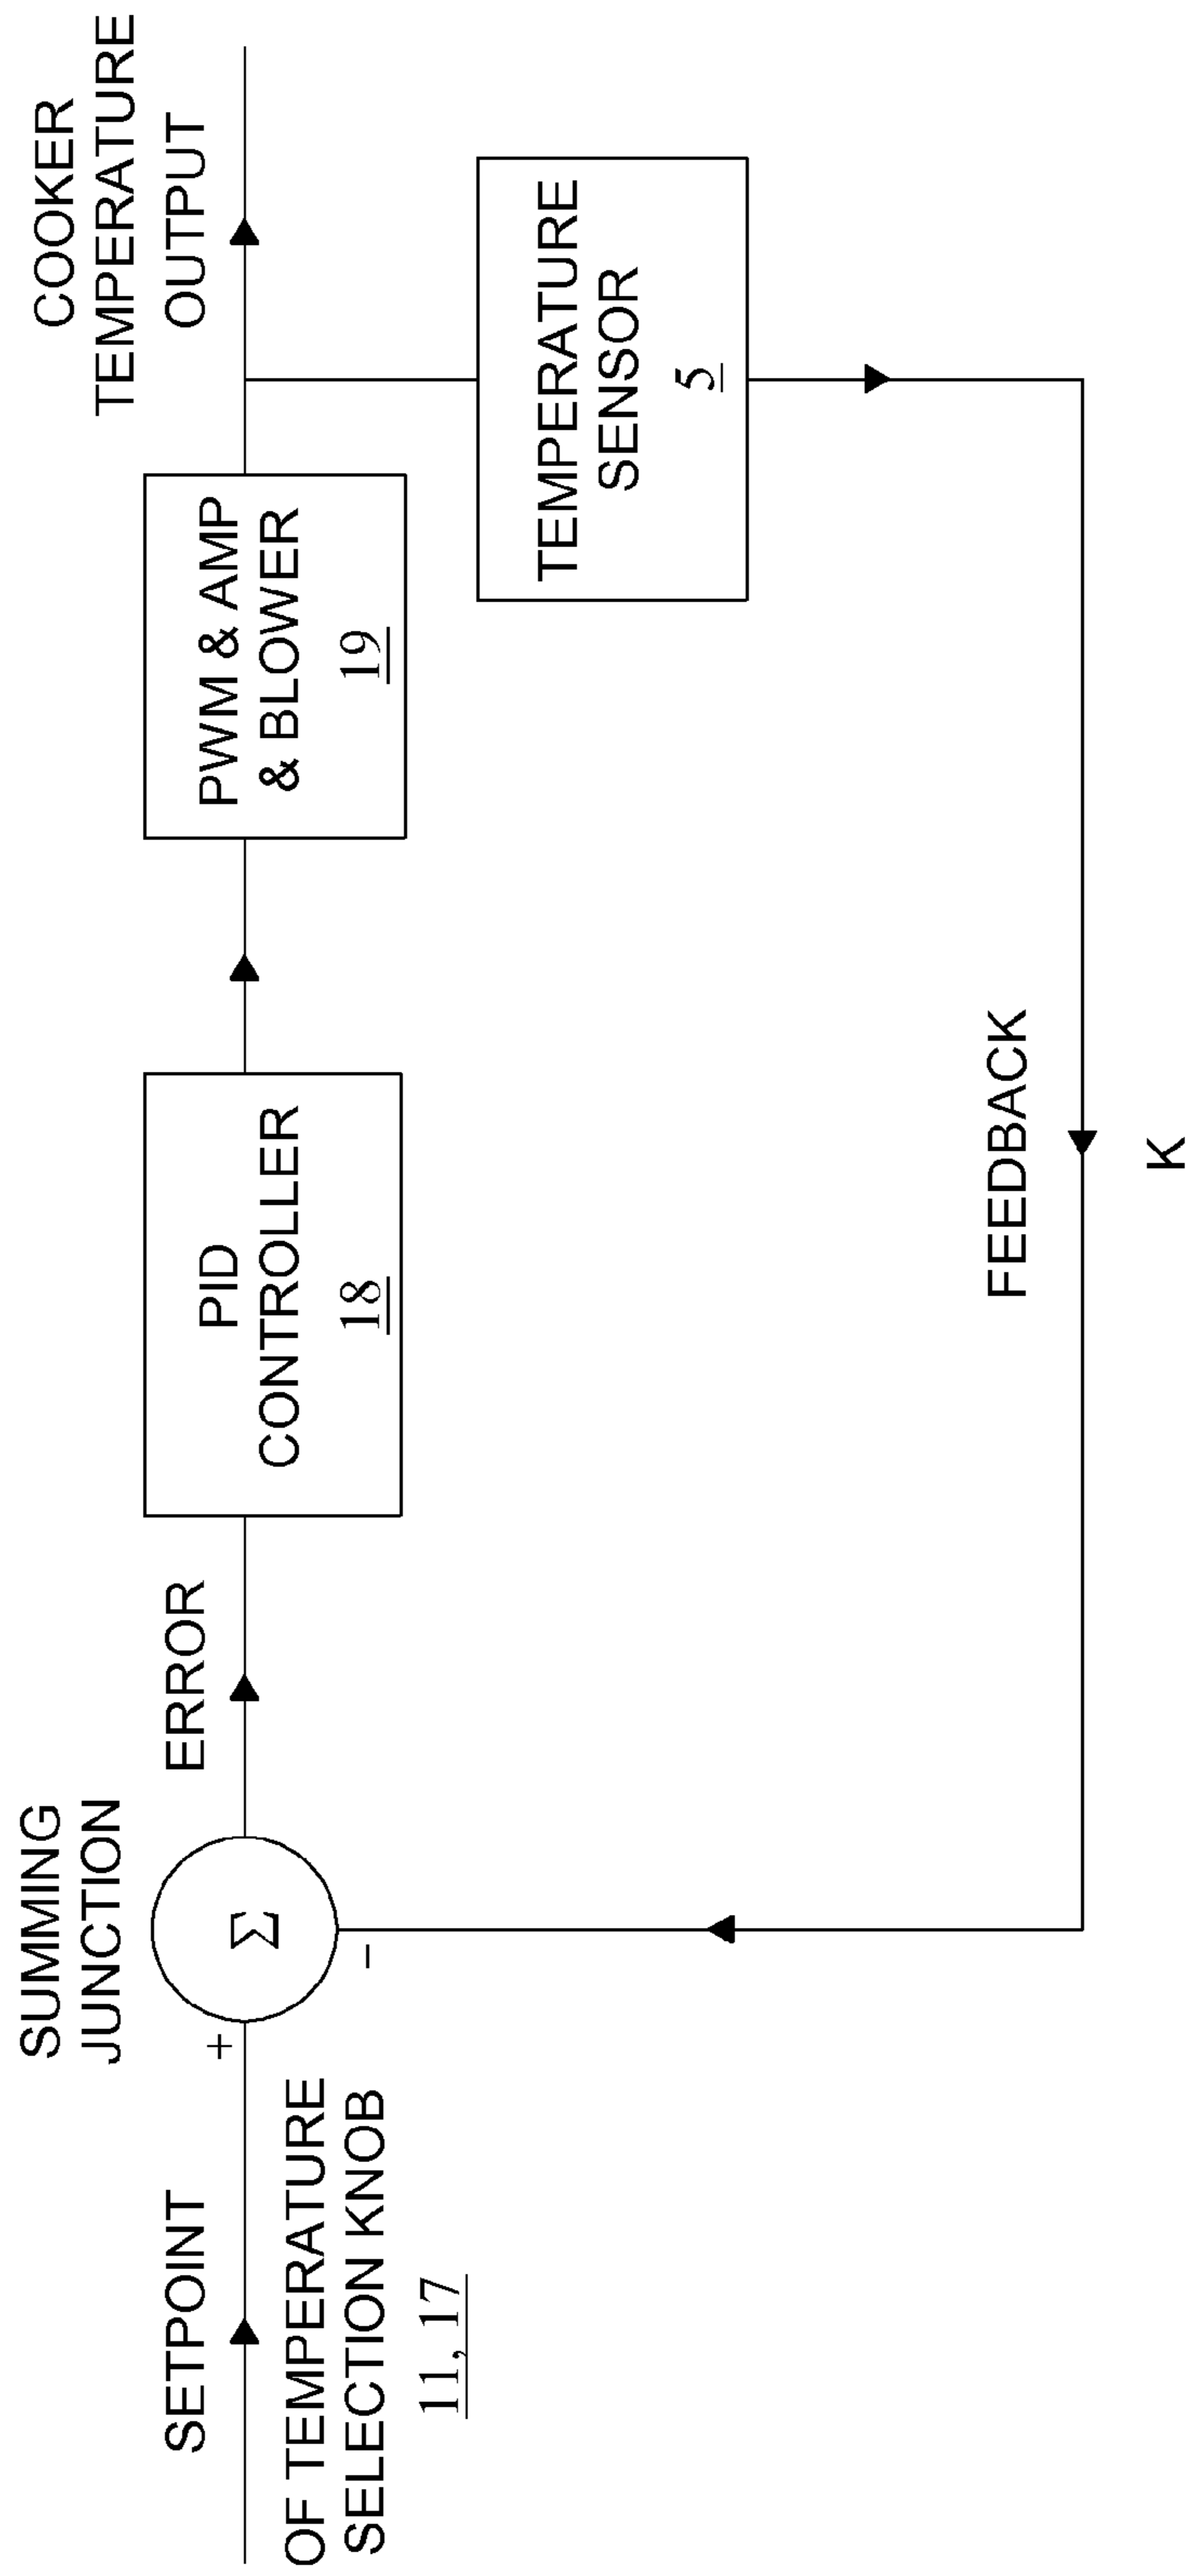 SUMMING
JUNCTION
COOKER
TEMPERATURE
OUTPUT
SETPOINT
OF TEMPERATURE
SELECTION KNOB
11, 17
+
Σ
−
ERROR
PID
CONTROLLER
18
PWM & AMP
& BLOWER
19
TEMPERATURE
SENSOR
5
FEEDBACK
K